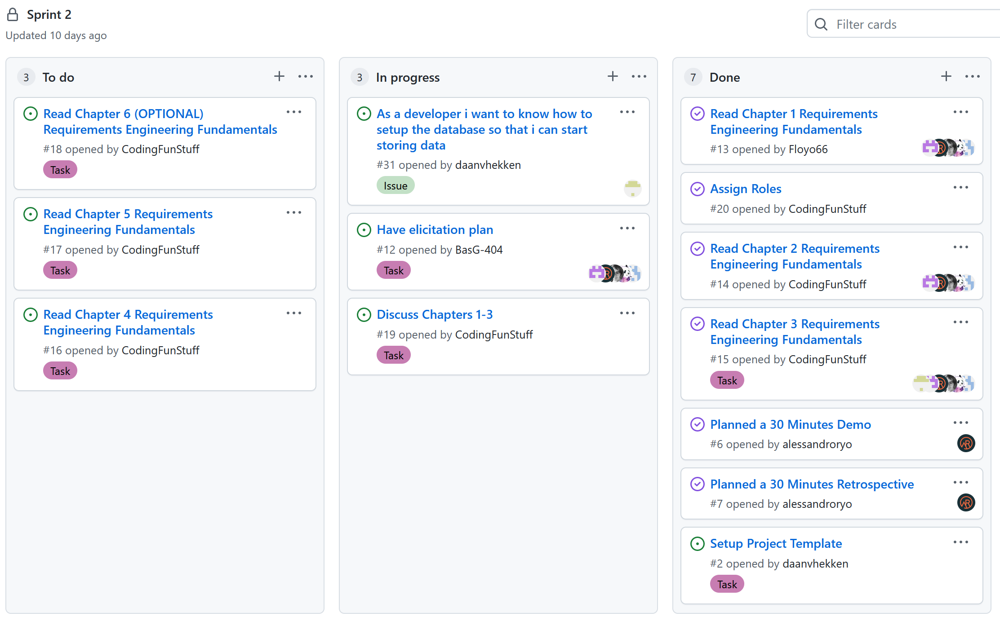 Sprint 2
Updated 10 days ago
Filter cards
3 To do
Read Chapter 6 (OPTIONAL)
Requirements Engineering Fundamentals
#18 opened by CodingFunStuff
Task
Read Chapter 5 Requirements
Engineering Fundamentals
#17 opened by CodingFunStuff
Task
Read Chapter 4 Requirements
Engineering Fundamentals
#16 opened by CodingFunStuff
Task
3 In progress
As a developer i want to know how to
setup the database so that i can start
storing data
#31 opened by daanvhekken
Issue
Have elicitation plan
#12 opened by BasG-404
Task
Discuss Chapters 1-3
#19 opened by CodingFunStuff
Task
7 Done
Read Chapter 1 Requirements
Engineering Fundamentals
#13 opened by Floyo66
Assign Roles
#20 opened by CodingFunStuff
Read Chapter 2 Requirements
Engineering Fundamentals
#14 opened by CodingFunStuff
Read Chapter 3 Requirements
Engineering Fundamentals
#15 opened by CodingFunStuff
Task
Planned a 30 Minutes Demo
#6 opened by alessandroryo
Planned a 30 Minutes Retrospective
#7 opened by alessandroryo
Setup Project Template
#2 opened by daanvhekken
Task